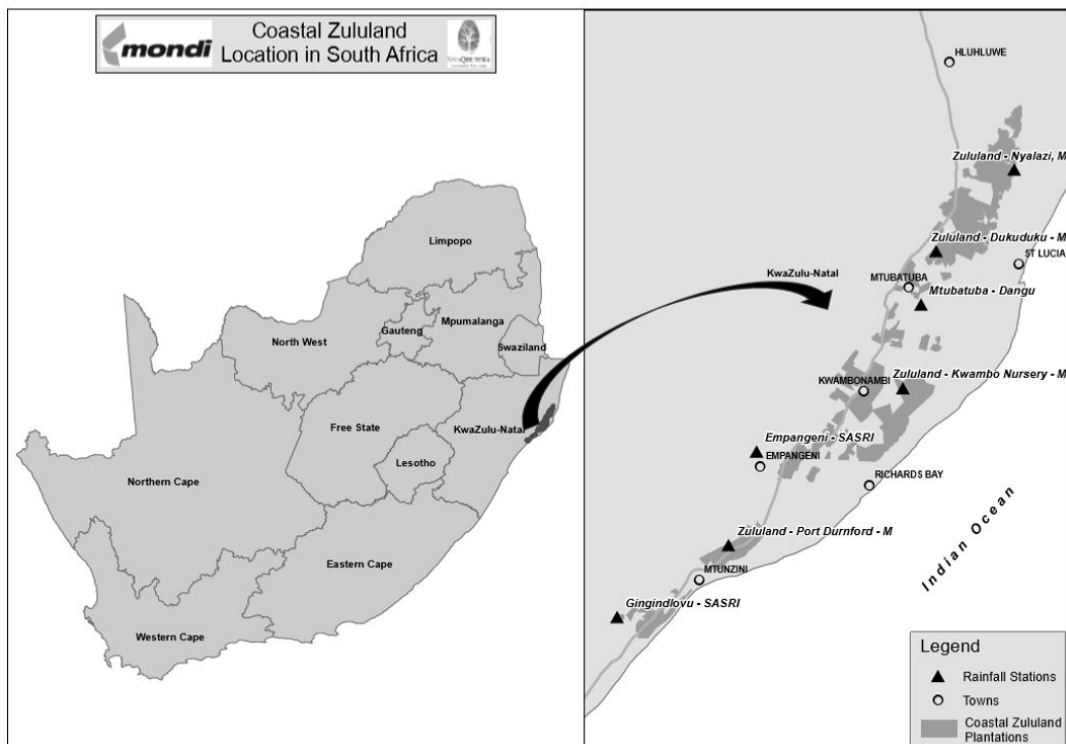 mondi
Coastal Zululand
Location in South Africa
Limpopo
North West
Gauteng
Mpumalanga
Swaziland
Free State
KwaZulu-Natal
Lesotho
Northern Cape
Eastern Cape
Western Cape
KwaZulu-Natal
HLUHLUWE
Zululand - Nyalazi, M
Zululand - Dukuduku - M
ST LUCIA
MTUBATUBA
Mtubatuba - Dangu
Zululand - Kwambo Nursery - M
KWAMBONAMBI
Empangeni - SASRI
EMPANGENI
RICHARDS BAY
Zululand - Port Durnford - M
MTUNZINI
Gingindlovu - SASRI
Indian Ocean
Legend
Rainfall Stations
Towns
Coastal Zululand
Plantations